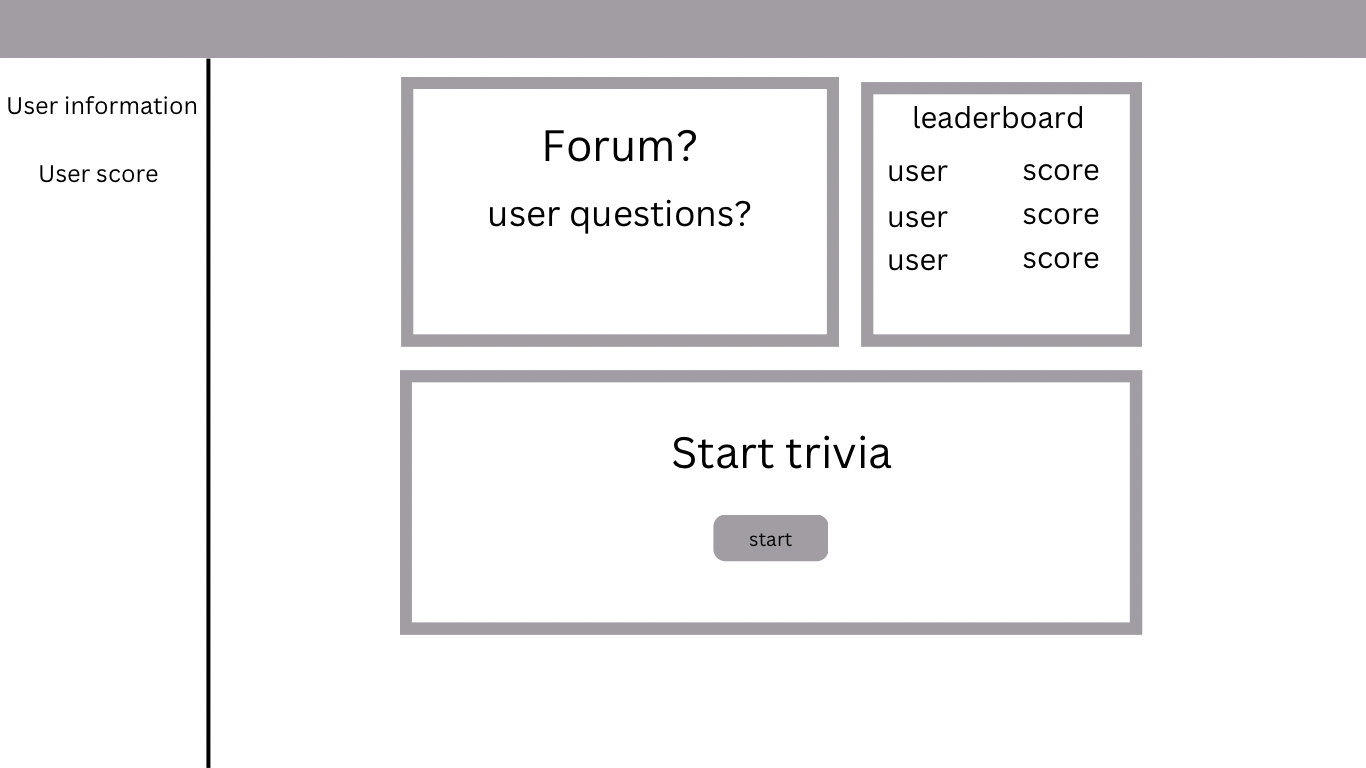 User information
User score
Forum?
user questions?
leaderboard
user score
user score
user score
Start trivia
start